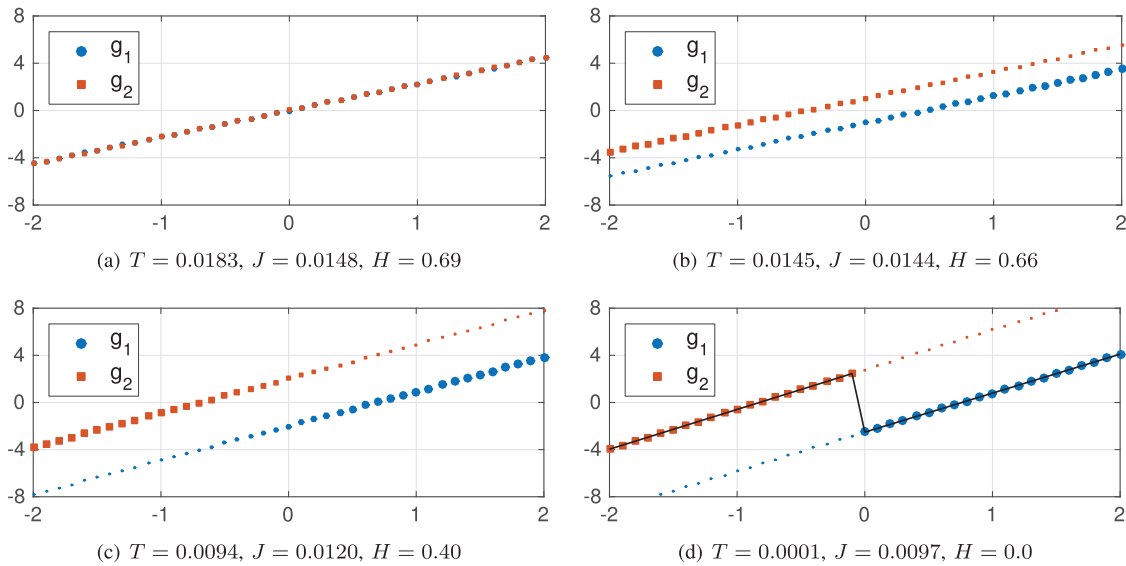 8
4
0
-4
-8
g1
g2
-2 -1 0 1 2
(a) T = 0.0183, J = 0.0148, H = 0.69
8
4
0
-4
-8
g1
g2
-2 -1 0 1 2
(b) T = 0.0145, J = 0.0144, H = 0.66
8
4
0
-4
-8
g1
g2
-2 -1 0 1 2
(c) T = 0.0094, J = 0.0120, H = 0.40
8
4
0
-4
-8
g1
g2
-2 -1 0 1 2
(d) T = 0.0001, J = 0.0097, H = 0.0